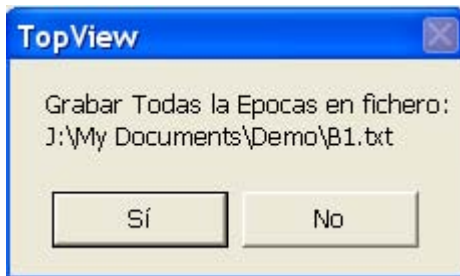 TopView
Grabar Todas la Epocas en fichero:
J:\My Documents\Demo\B1.txt
Sí
No